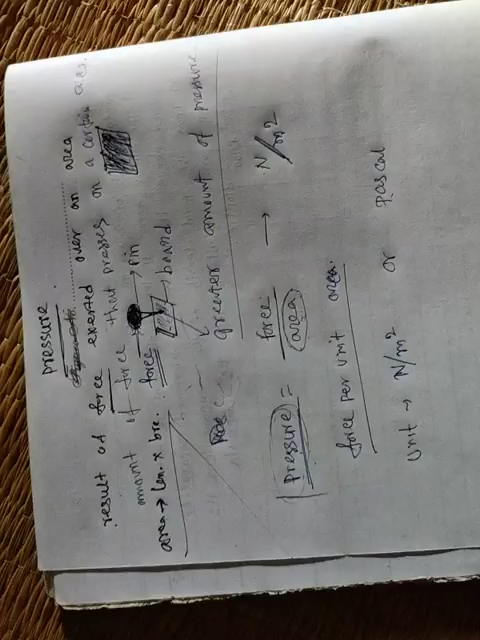 pressure.
result of force exerted over an area
amount of force that presses on a certain area.
area → len. × bre. force → pin
→ board
greater amount of pressure
Pressure = force / area → N/m2
force per unit area.
Unit → N/m2 or pascal